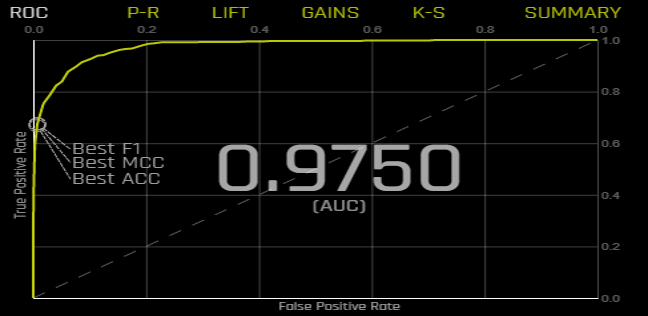 ROC P-R LIFT GAINS K-S SUMMARY
0.0 0.2 0.4 0.6 0.8 1.0
1.0
0.8
Best F1
0.6
Best MCC
Best ACC
0.9750
0.4
(AUC)
0.2
0.0
True Positive Rate
False Positive Rate